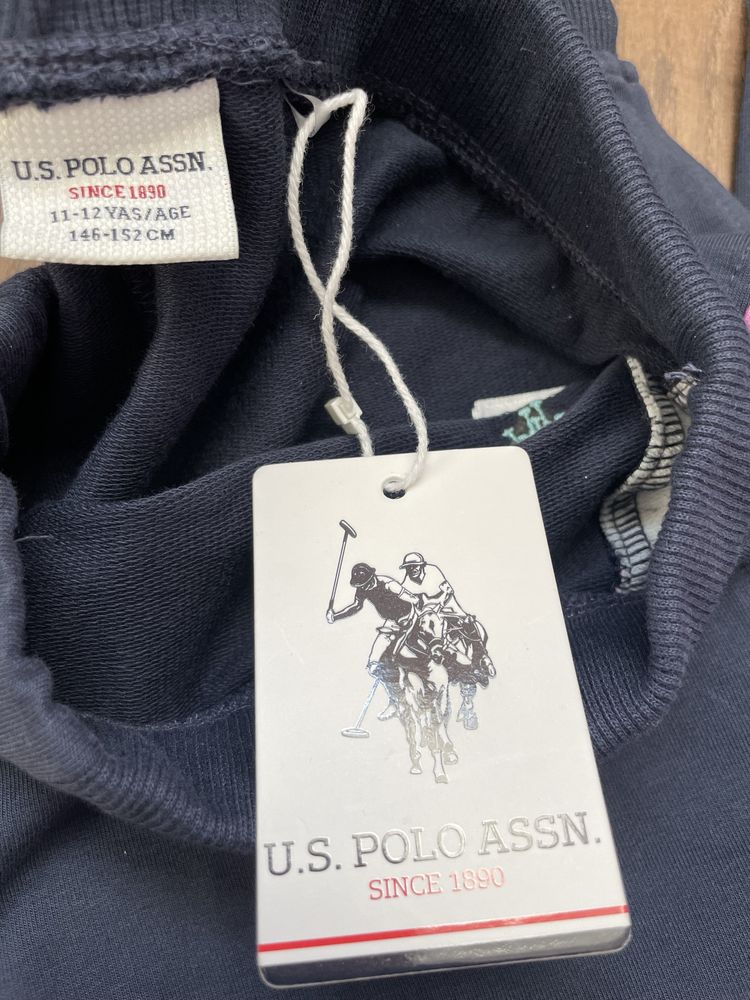 U.S. POLO ASSN.
SINCE 1890
11-12 YAS/AGE
146-152 CM
U.S. POLO ASSN.
SINCE 1890